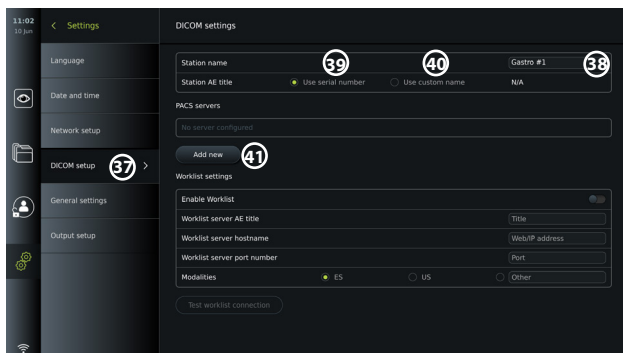 11:02
10 Jun
Settings
Language
Date and time
Network setup
DICOM setup 37
General settings
Output setup
DICOM settings
39 40 38
Station name Gastro #1
Station AE title Use serial number Use custom name N/A
PACS servers
No server configured
Add new 41
Worklist settings
Enable Worklist
Worklist server AE title Title
Worklist server hostname Web/IP address
Worklist server port number Port
Modalities ES US Other
Test worklist connection